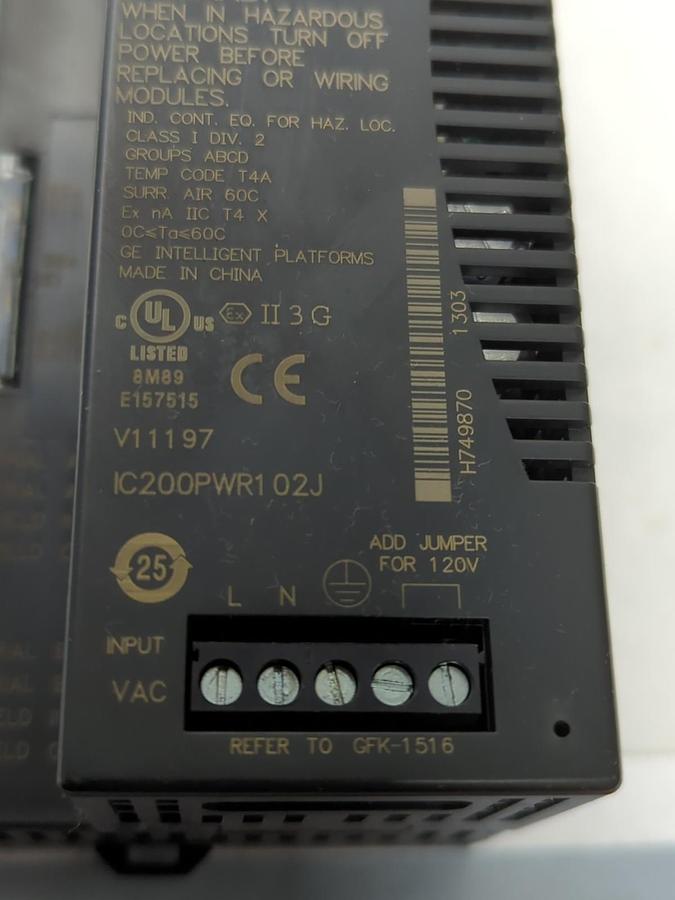 WHEN IN HAZARDOUS
LOCATIONS TURN OFF
POWER BEFORE
REPLACING OR WIRING
MODULES.
IND. CONT. EQ. FOR HAZ. LOC.
CLASS I DIV. 2
GROUPS ABCD
TEMP CODE T4A
SURR. AIR 60C
Ex nA IIC T4 X
0C≤Ta≤60C
GE INTELLIGENT PLATFORMS
MADE IN CHINA
C UL US Ex II 3 G
LISTED
8M89
E157515
CE
V11197
IC200PWR102J
H749870 1303
25
ADD JUMPER
FOR 120V
L N
INPUT
VAC
REFER TO GFK-1516